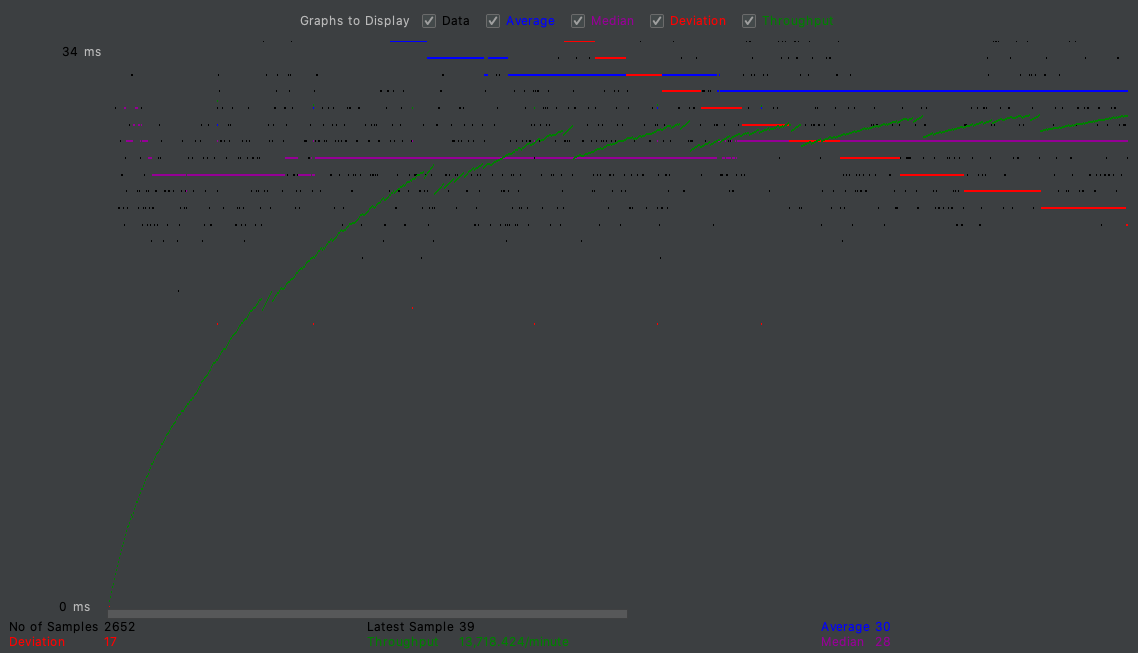 Graphs to Display Data Average Median Deviation Throughput
34 ms
0 ms
No of Samples 2652 Latest Sample 39 Average 30
Deviation 17 Throughput 13,718.424/minute Median